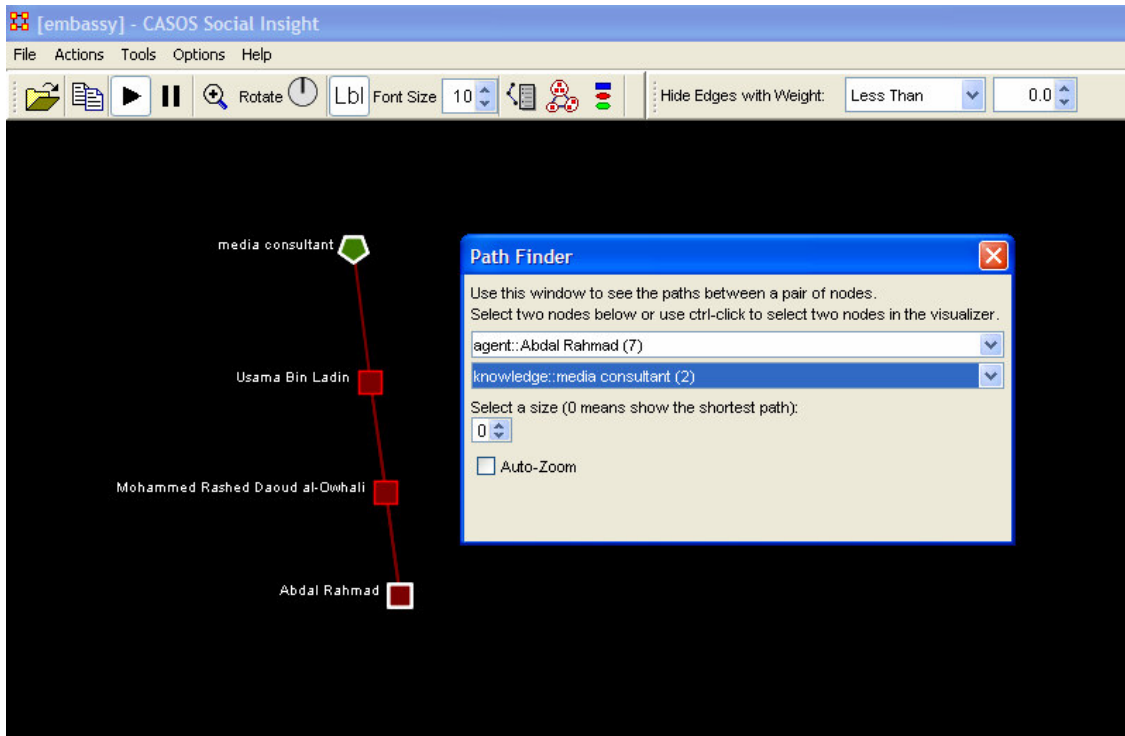 [embassy] - CASOS Social Insight
File Actions Tools Options Help
Rotate Lbl Font Size 10 Hide Edges with Weight: Less Than 0.0
media consultant
Usama Bin Ladin
Mohammed Rashed Daoud al-Owhali
Abdal Rahmad
Path Finder
Use this window to see the paths between a pair of nodes.
Select two nodes below or use ctrl-click to select two nodes in the visualizer.
agent::Abdal Rahmad (7)
knowledge::media consultant (2)
Select a size (0 means show the shortest path):
0
Auto-Zoom